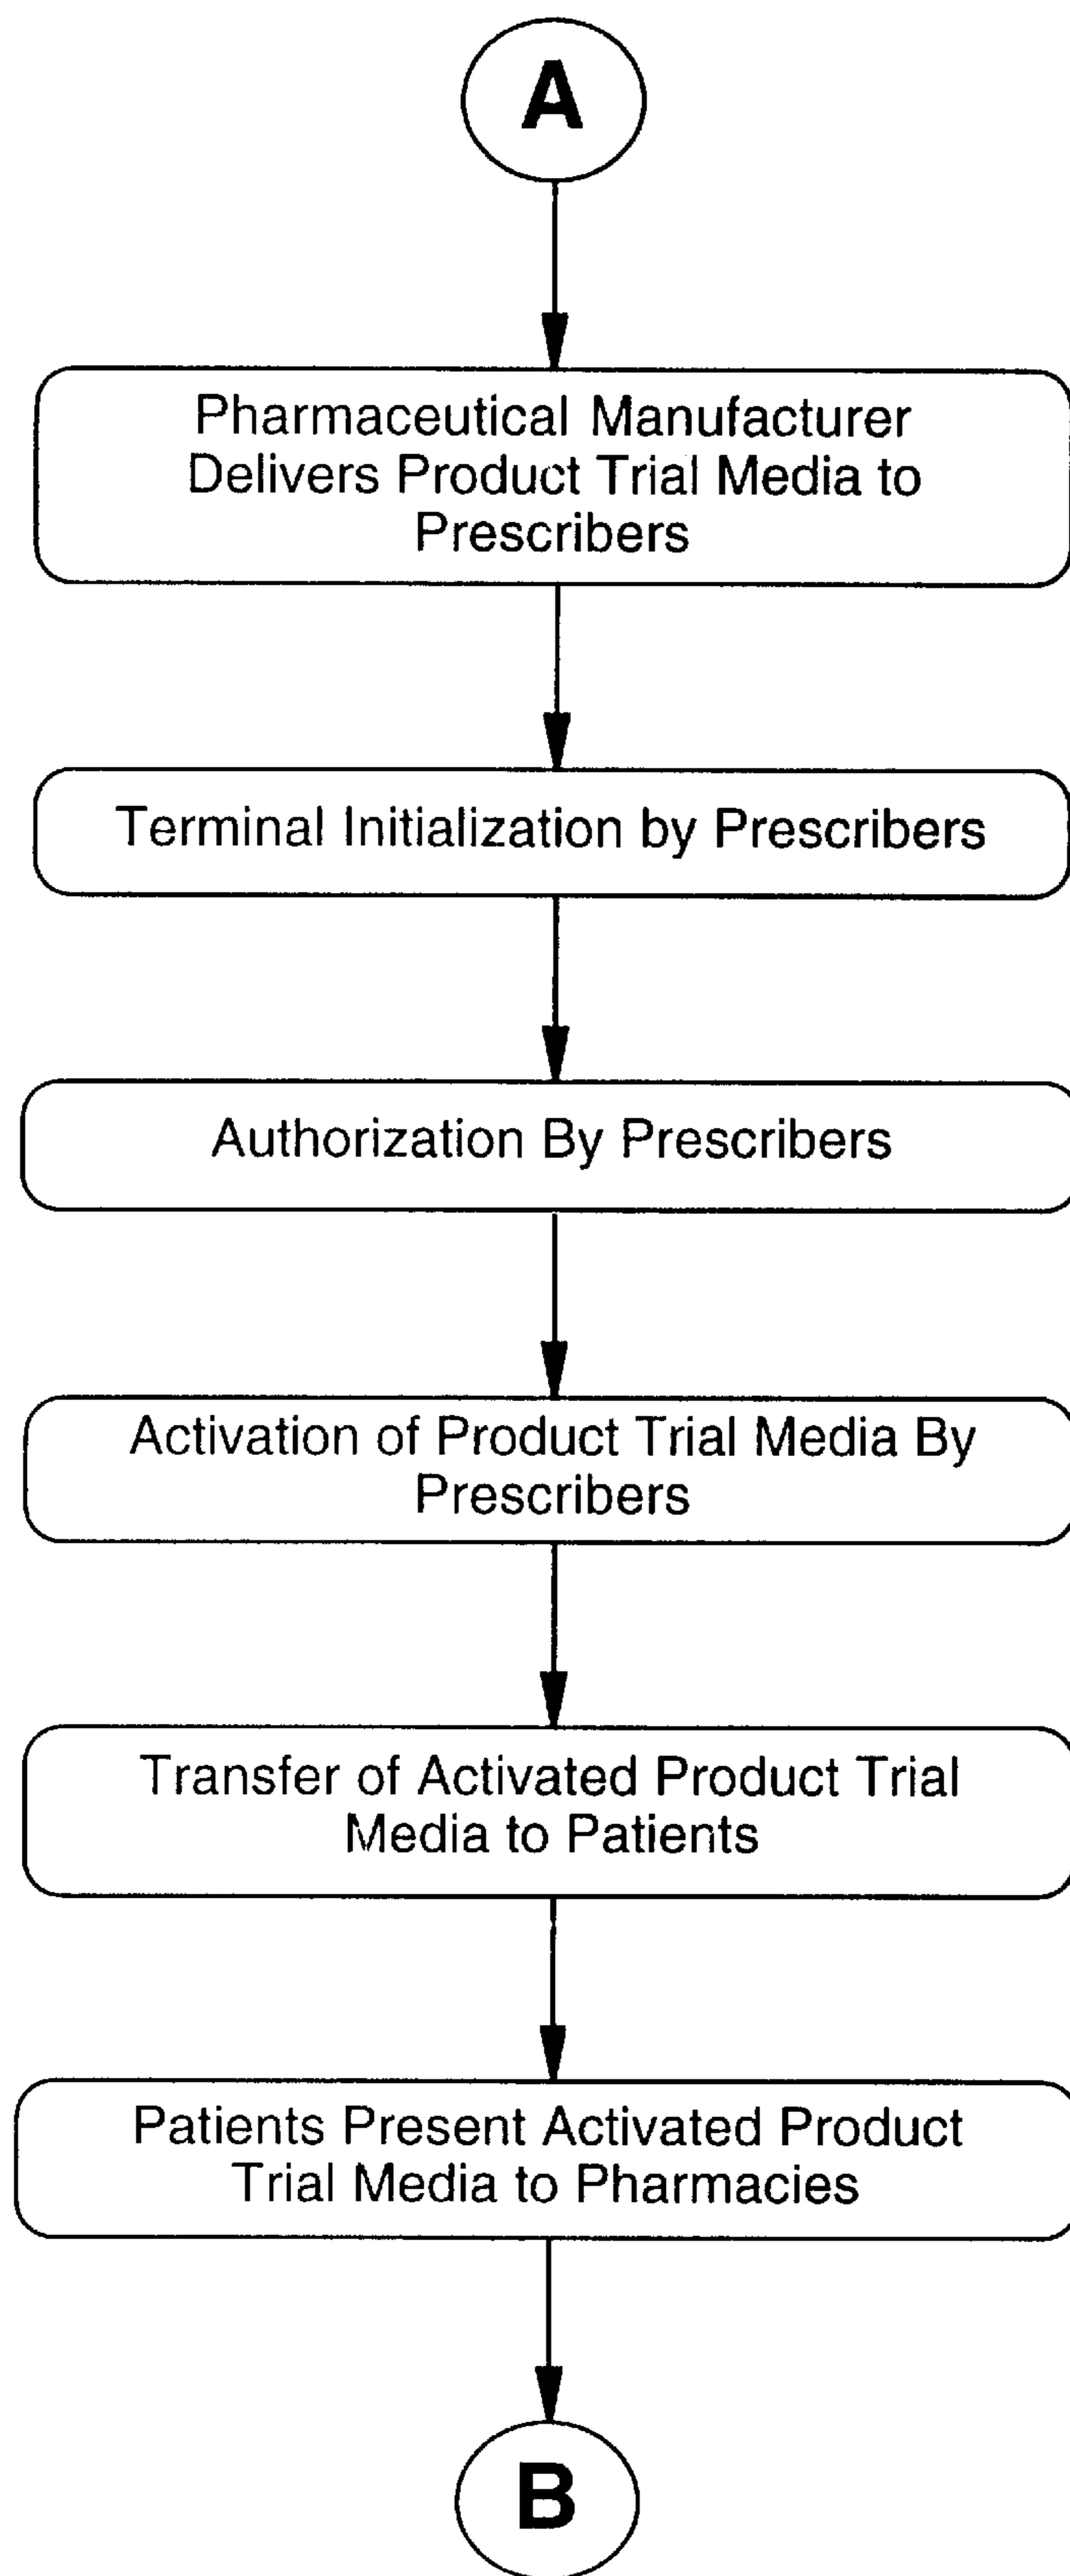 A
Pharmaceutical Manufacturer
Delivers Product Trial Media to
Prescribers
Terminal Initialization by Prescribers
Authorization By Prescribers
Activation of Product Trial Media By
Prescribers
Transfer of Activated Product Trial
Media to Patients
Patients Present Activated Product
Trial Media to Pharmacies
B